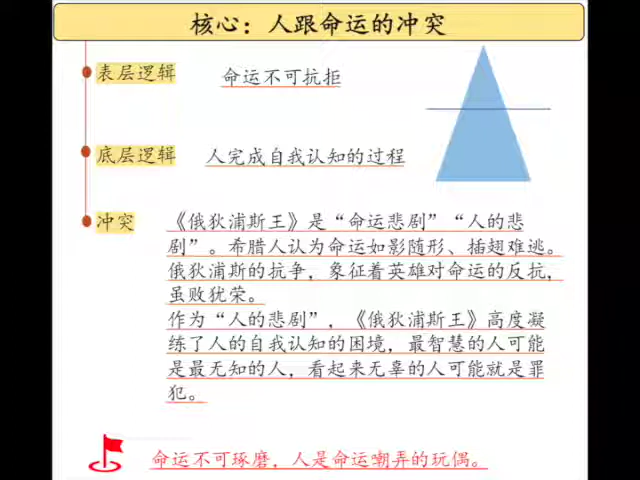 核心：人跟命运的冲突
表层逻辑
命运不可抗拒
底层逻辑
人完成自我认知的过程
冲突
《俄狄浦斯王》是“命运悲剧”“人的悲
剧”。希腊人认为命运如影随形、插翅难逃。
俄狄浦斯的抗争，象征着英雄对命运的反抗，
虽败犹荣。
作为“人的悲剧”，《俄狄浦斯王》高度凝
练了人的自我认知的困境，最智慧的人可能
是最无知的人，看起来无辜的人可能就是罪
犯。
命运不可琢磨，人是命运嘲弄的玩偶。